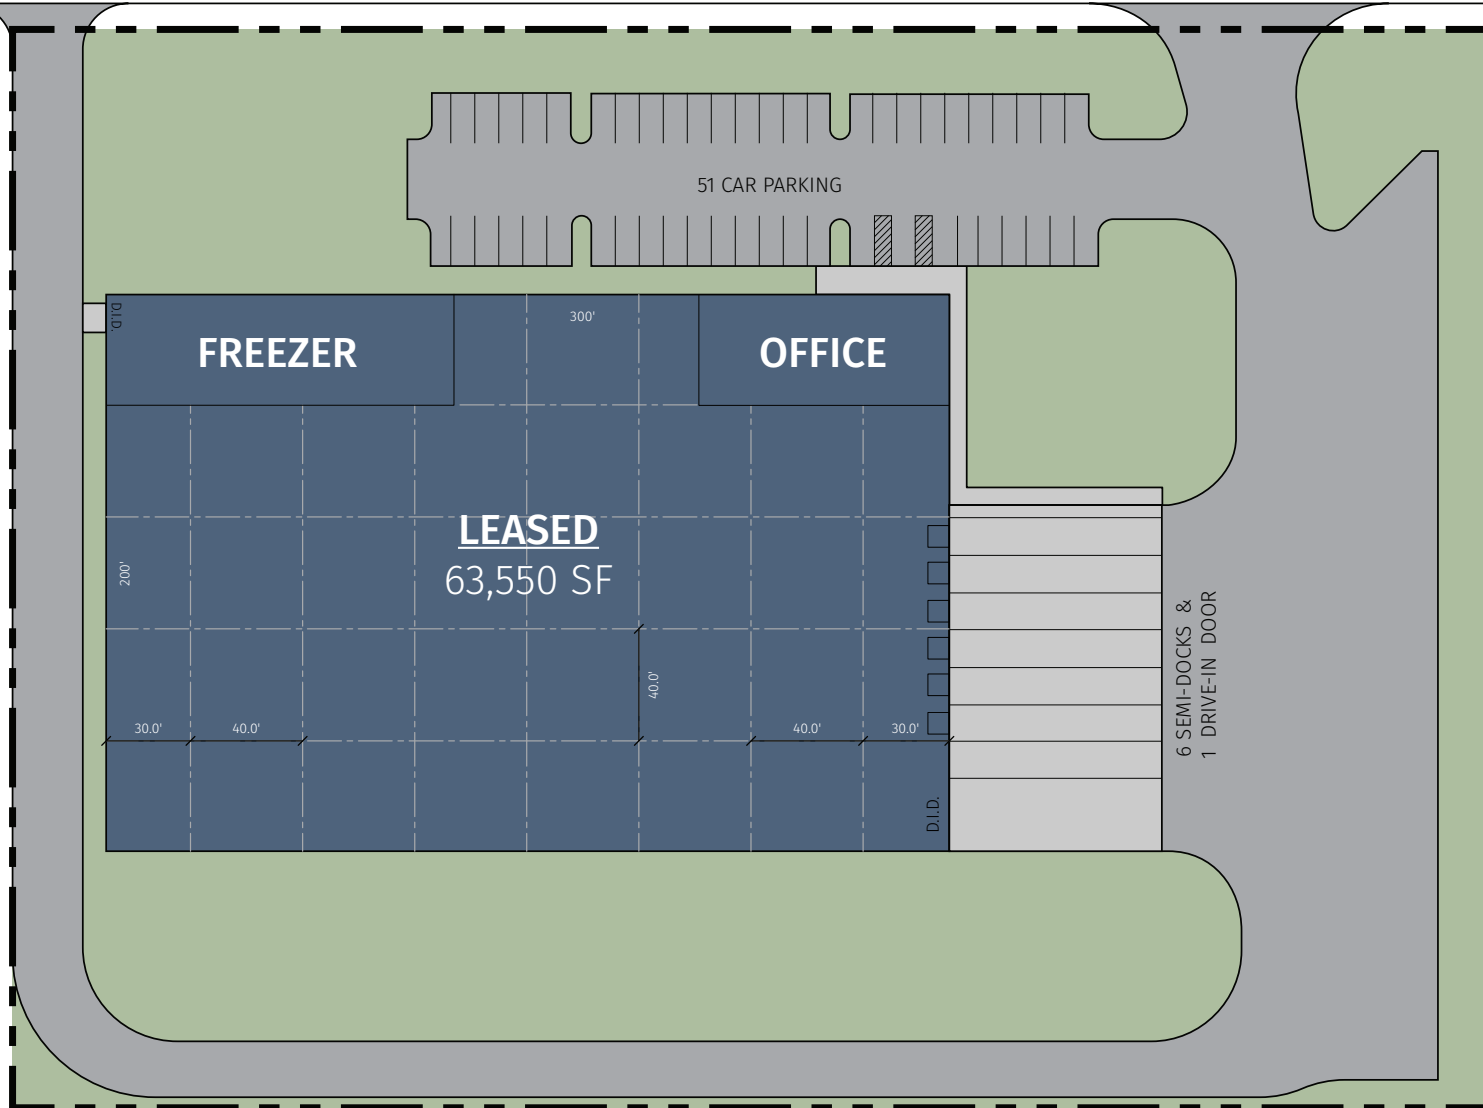 51 CAR PARKING
D.I.D.
300'
FREEZER
OFFICE
LEASED
63,550 SF
200'
6 SEMI-DOCKS &
1 DRIVE-IN DOOR
40.0'
30.0'
40.0'
40.0'
30.0'
D.I.D.